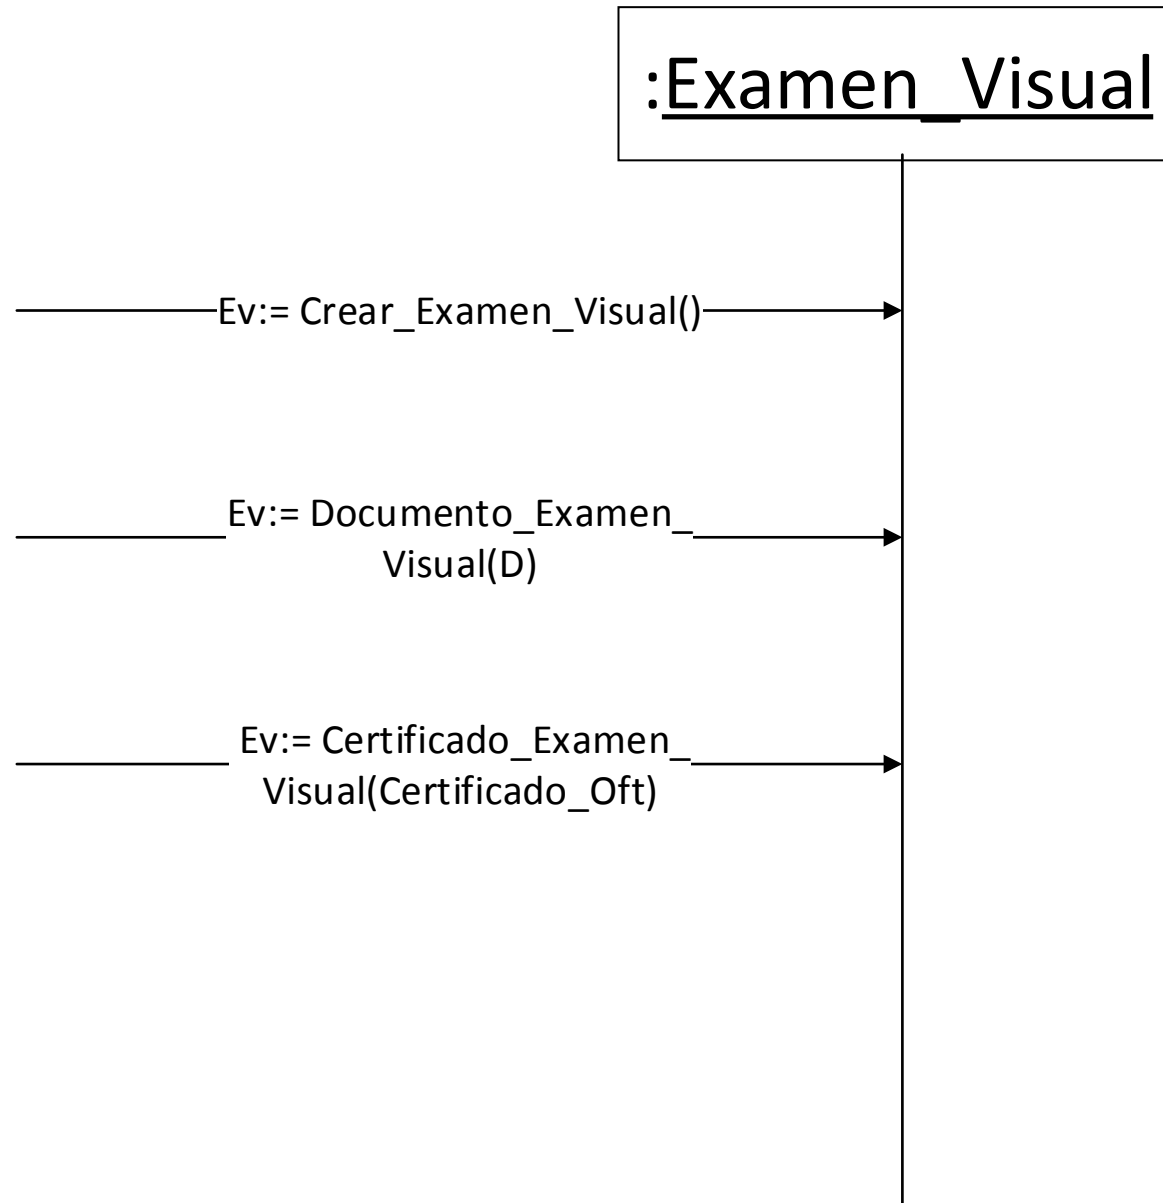 :Examen_Visual
Ev:= Crear_Examen_Visual()
Ev:= Documento_Examen_
Visual(D)
Ev:= Certificado_Examen_
Visual(Certificado_Oft)